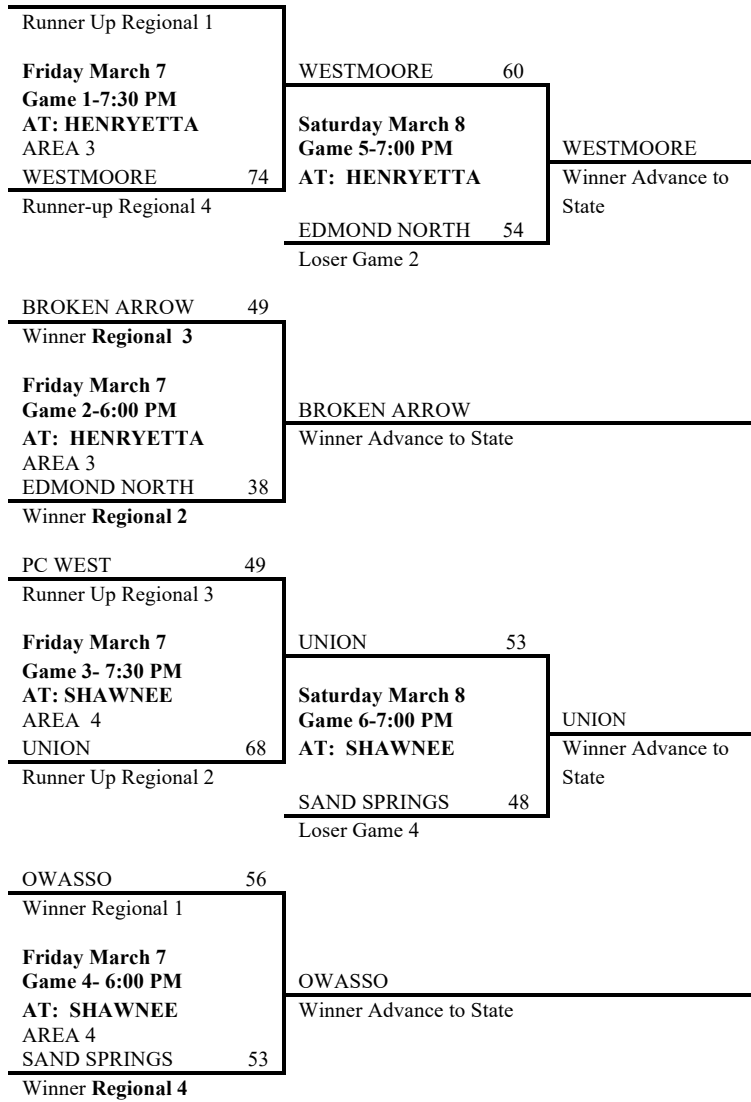 Runner Up Regional 1
Friday March 7
Game 1-7:30 PM
AT: HENRYETTA
AREA 3
WESTMOORE 74
Runner-up Regional 4
WESTMOORE 60
Saturday March 8
Game 5-7:00 PM
AT: HENRYETTA
EDMOND NORTH 54
Loser Game 2
WESTMOORE
Winner Advance to
State
BROKEN ARROW 49
Winner Regional 3
Friday March 7
Game 2-6:00 PM
AT: HENRYETTA
AREA 3
EDMOND NORTH 38
Winner Regional 2
BROKEN ARROW
Winner Advance to State
PC WEST 49
Runner Up Regional 3
Friday March 7
Game 3- 7:30 PM
AT: SHAWNEE
AREA 4
UNION 68
Runner Up Regional 2
UNION 53
Saturday March 8
Game 6-7:00 PM
AT: SHAWNEE
SAND SPRINGS 48
Loser Game 4
UNION
Winner Advance to
State
OWASSO 56
Winner Regional 1
Friday March 7
Game 4- 6:00 PM
AT: SHAWNEE
AREA 4
SAND SPRINGS 53
Winner Regional 4
OWASSO
Winner Advance to State